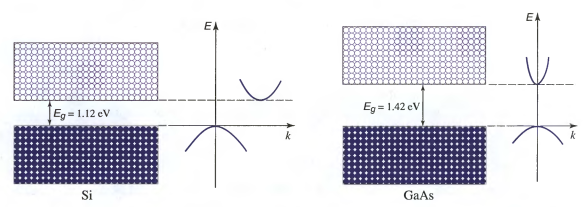 E
E_g = 1.12 eV
k
Si
E
E_g = 1.42 eV
k
GaAs